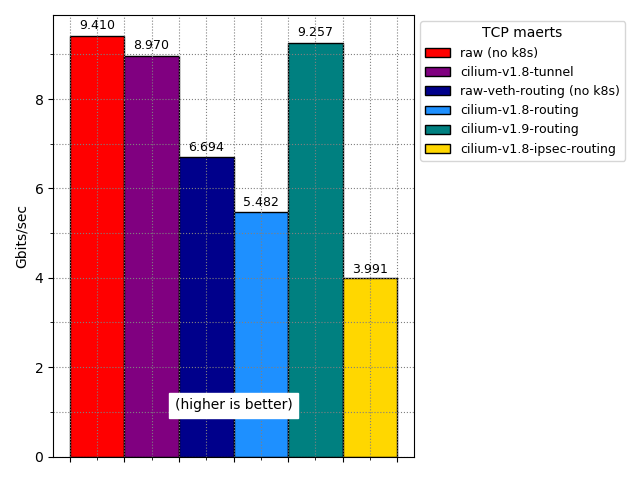 9.410
8.970
6.694
5.482
9.257
3.991
8
6
4
2
0
Gbits/sec
(higher is better)
TCP maerts
raw (no k8s)
cilium-v1.8-tunnel
raw-veth-routing (no k8s)
cilium-v1.8-routing
cilium-v1.9-routing
cilium-v1.8-ipsec-routing